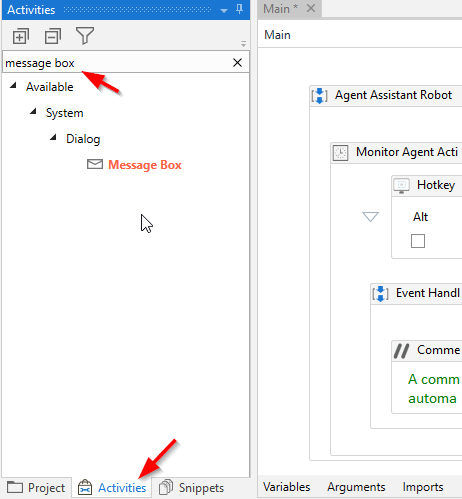 Activities
message box
Available
System
Dialog
Message Box
Project
Activities
Snippets
Main *
Main
Agent Assistant Robot
Monitor Agent Acti
Hotkey
Alt
Event Handl
Comme
A comm
automa
Variables
Arguments
Imports